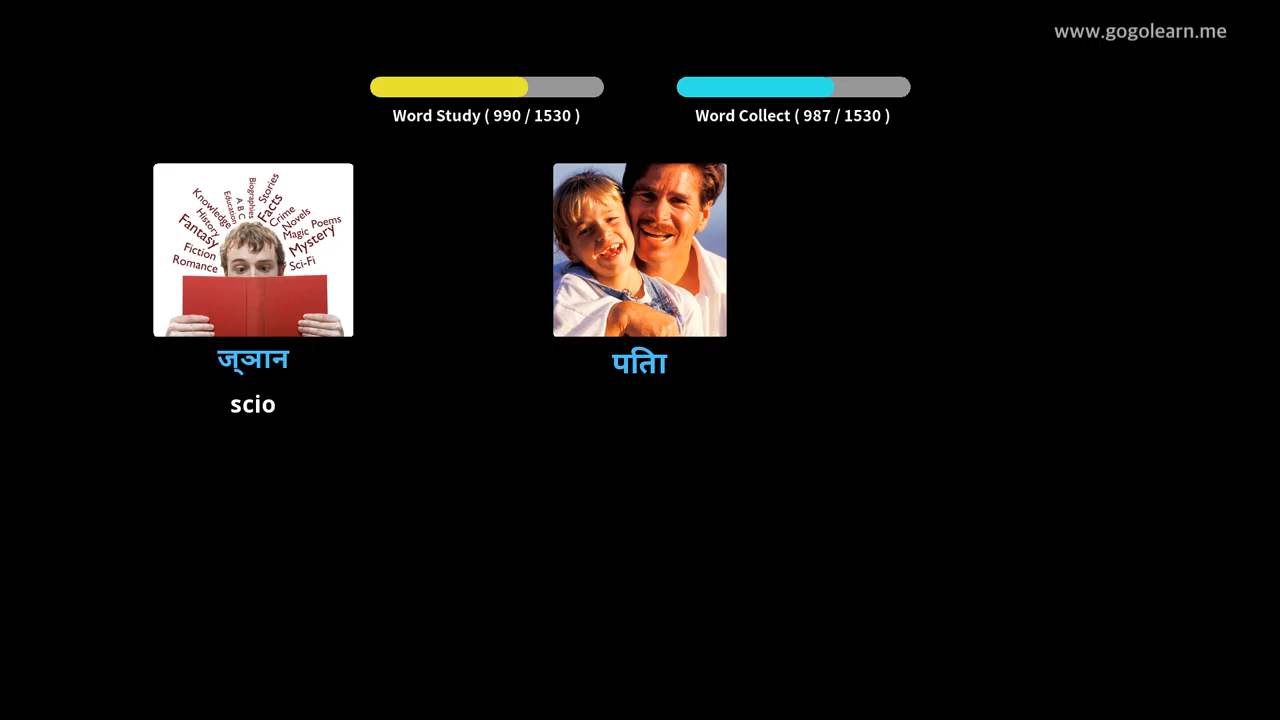 www.gogolearn.me
Word Study ( 990 / 1530 )
Word Collect ( 987 / 1530 )
Stories
Biographies
Facts
A B C
Education
Knowledge
Crime
Novels
History
Poems
Magic
Fantasy
Mystery
Fiction
Sci-Fi
Romance
ज्ञान
पिता
scio